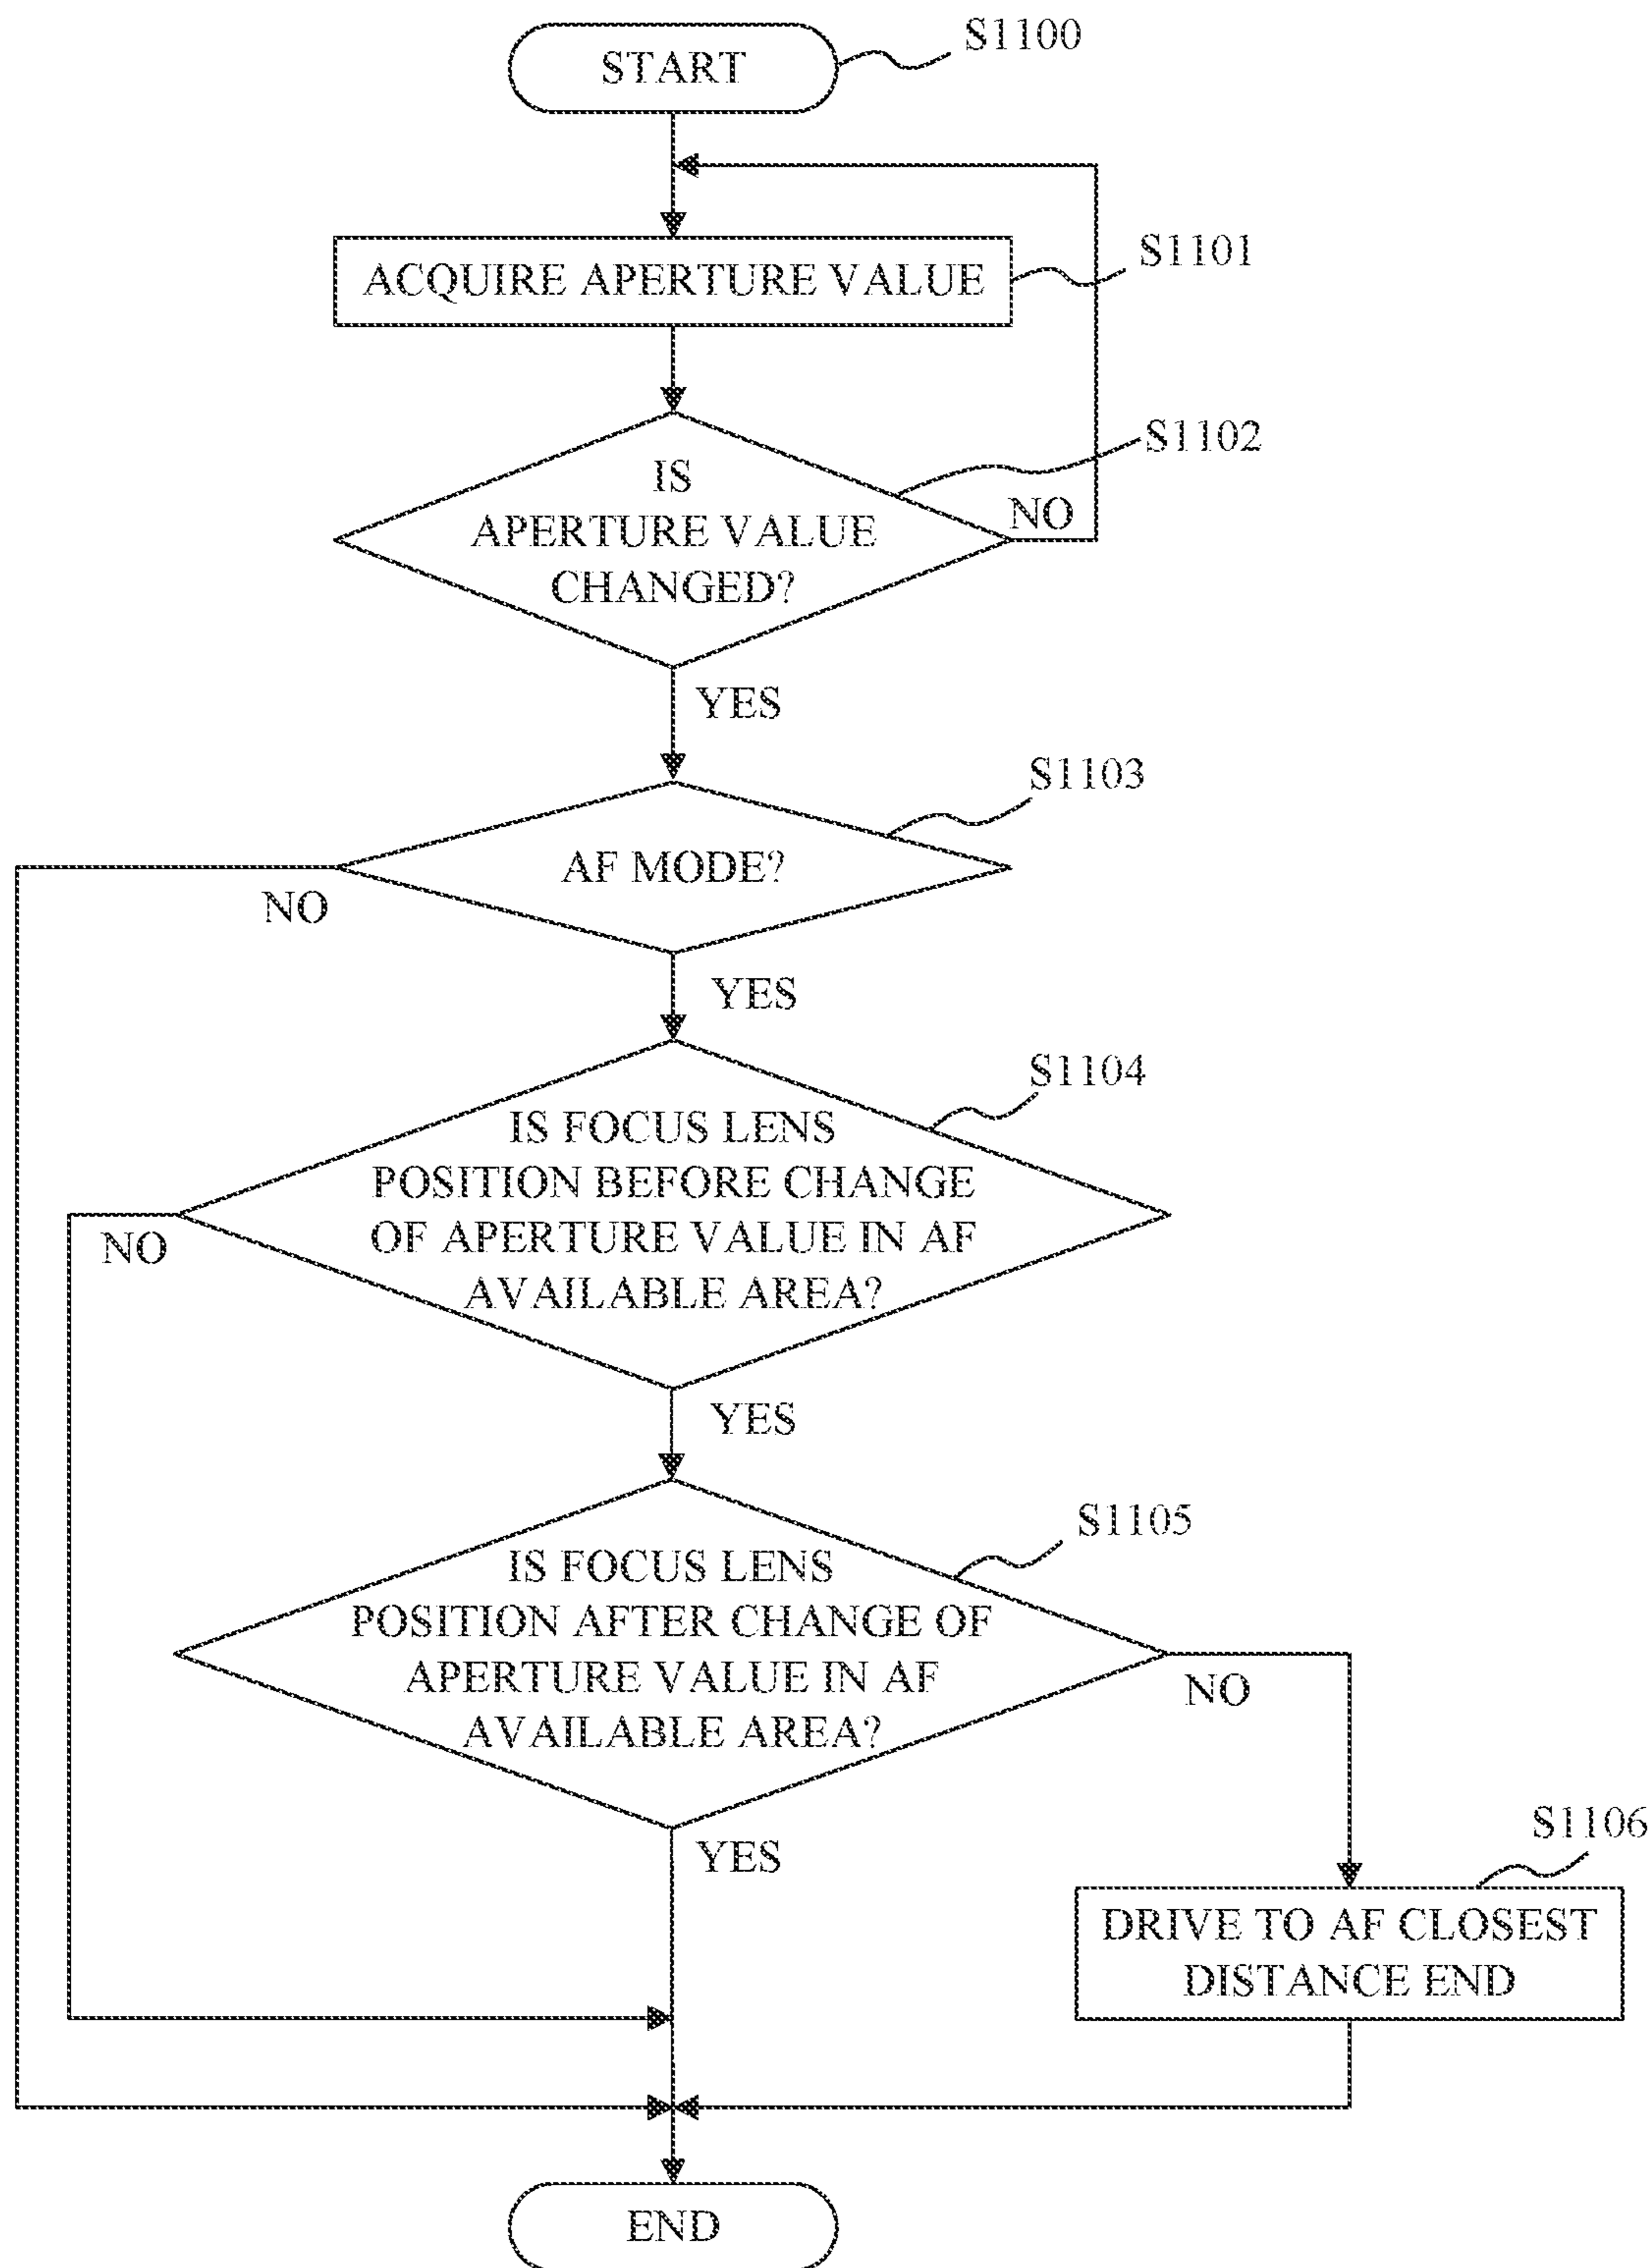 START
S1100
ACQUIRE APERTURE VALUE
S1101
S1102
IS
APERTURE VALUE
CHANGED?
NO
YES
S1103
AF MODE?
NO
YES
S1104
IS FOCUS LENS
POSITION BEFORE CHANGE
OF APERTURE VALUE IN AF
AVAILABLE AREA?
NO
YES
S1105
IS FOCUS LENS
POSITION AFTER CHANGE OF
APERTURE VALUE IN AF
AVAILABLE AREA?
NO
YES
S1106
DRIVE TO AF CLOSEST
DISTANCE END
END